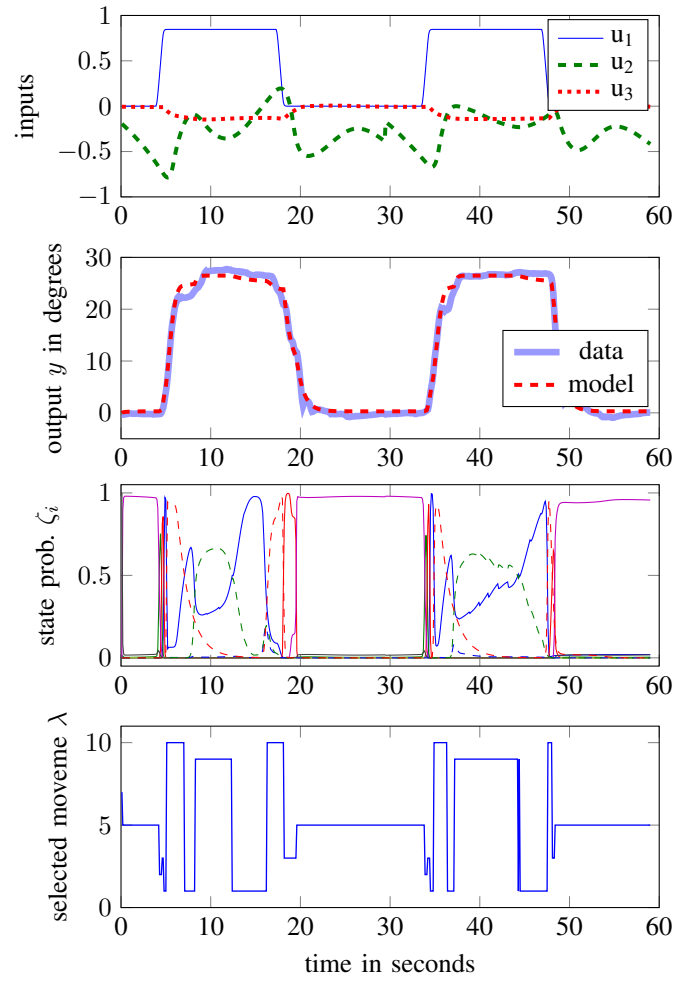 1
0.5
0
−0.5
−1
inputs
u1
u2
u3
0 10 20 30 40 50 60
30
20
10
0
output y in degrees
data
model
0 10 20 30 40 50 60
1
0.5
0
state prob. ζi
0 10 20 30 40 50 60
10
5
0
selected moveme λ
0 10 20 30 40 50 60
time in seconds